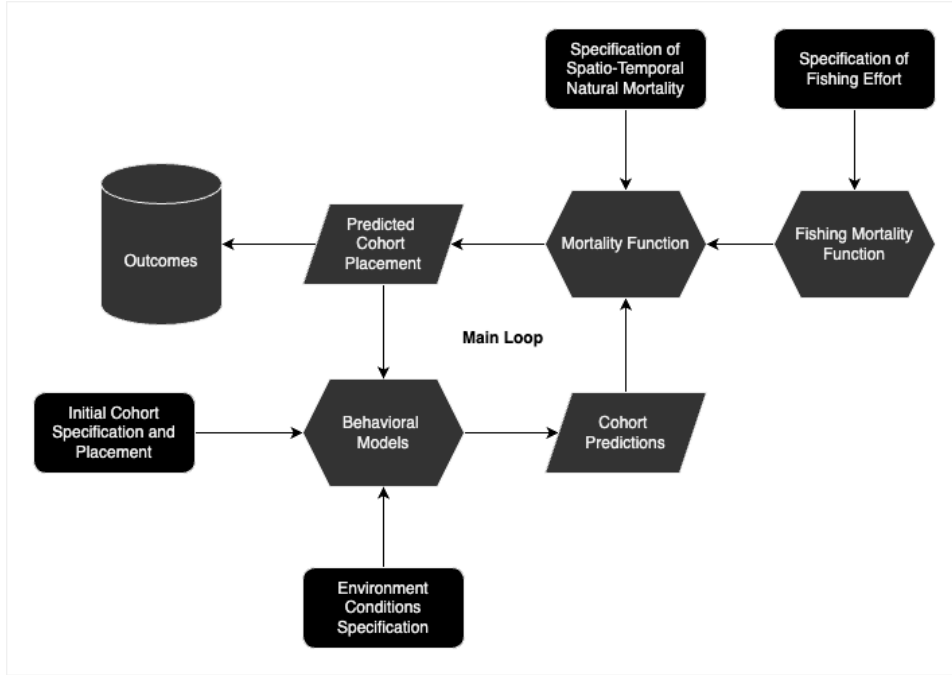 Specification of
Spatio-Temporal
Natural Mortality
Specification of
Fishing Effort
Outcomes
Predicted
Cohort
Placement
Mortality Function
Fishing Mortality
Function
Main Loop
Initial Cohort
Specification and
Placement
Behavioral
Models
Cohort
Predictions
Environment
Conditions
Specification